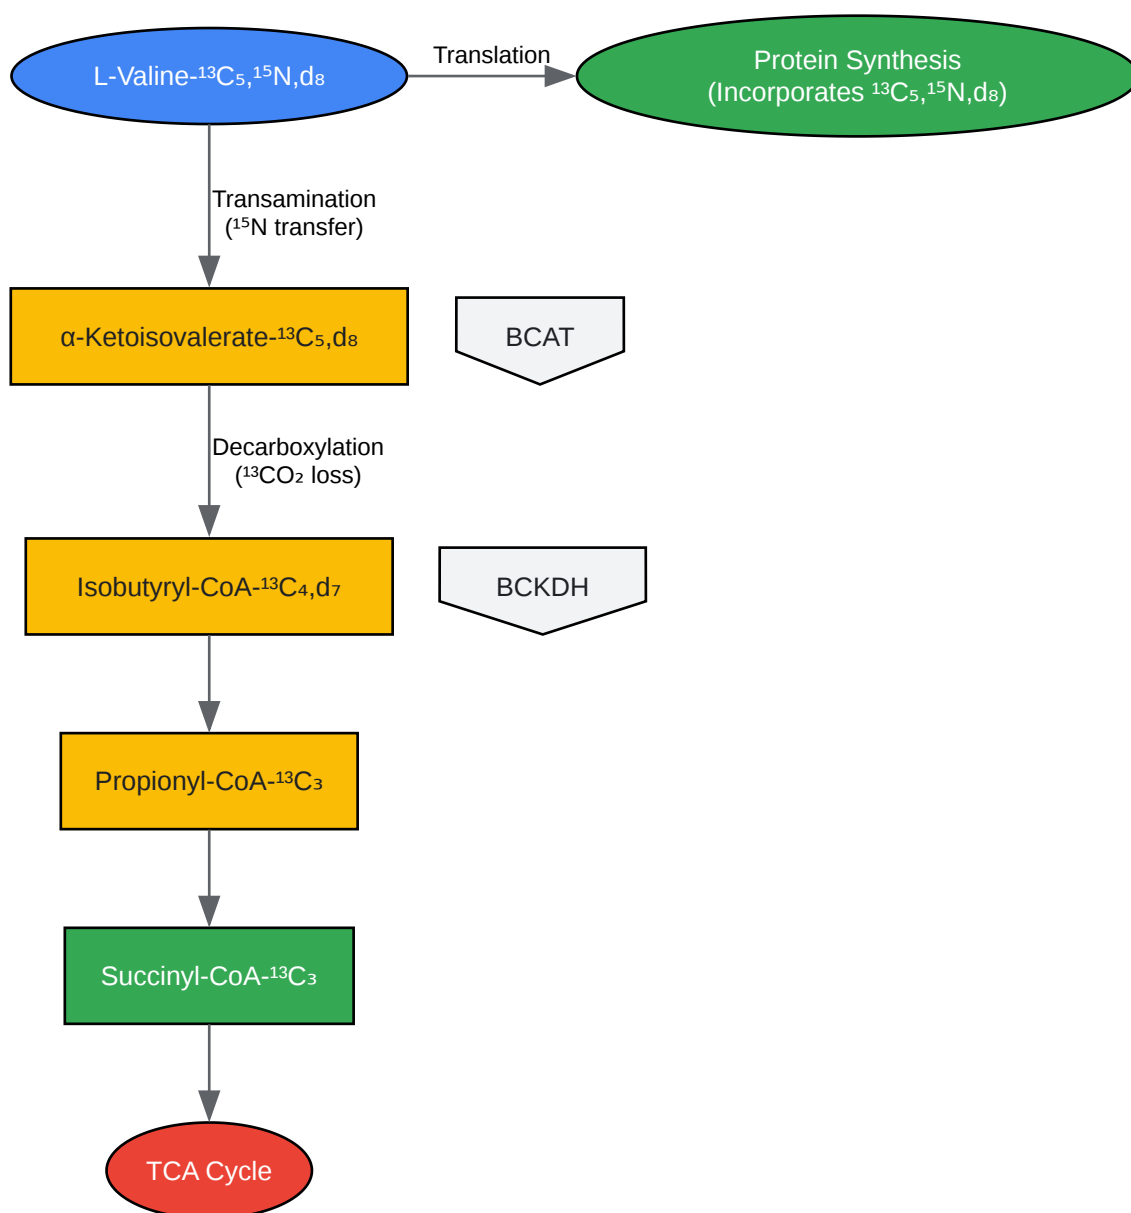 L-Valine-¹³C₅,¹⁵N,d₈
Translation
Protein Synthesis
(Incorporates ¹³C₅,¹⁵N,d₈)
Transamination
(¹⁵N transfer)
α-Ketoisovalerate-¹³C₅,d₈
BCAT
Decarboxylation
(¹³CO₂ loss)
Isobutyryl-CoA-¹³C₄,d₇
BCKDH
Propionyl-CoA-¹³C₃
Succinyl-CoA-¹³C₃
TCA Cycle